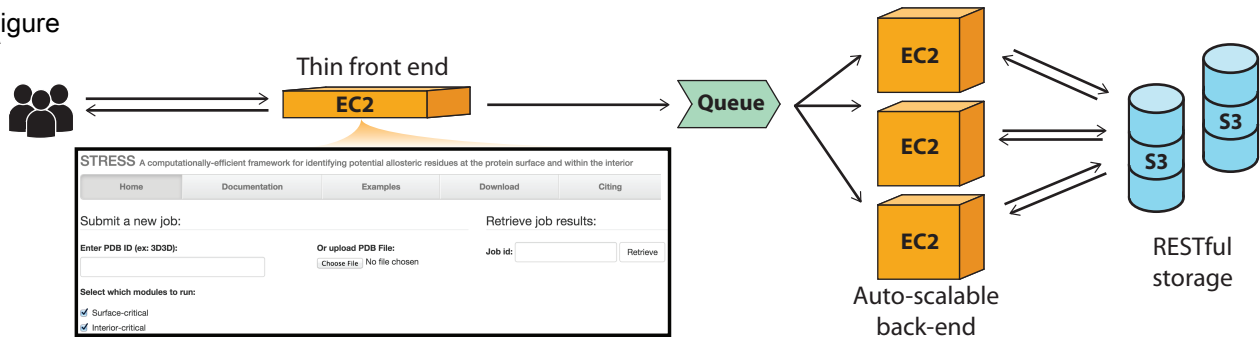 igure
Thin front end
EC2
Queue
EC2
EC2
EC2
Auto-scalable
back-end
S3
S3
RESTful
storage
STRESS A computationally-efficient framework for identifying potential allosteric residues at the protein surface and within the interior
Home Documentation Examples Download Citing
Submit a new job: Retrieve job results:
Enter PDB ID (ex: 3D3D): Or upload PDB File: Job id: Retrieve
Choose File No file chosen
Select which modules to run:
Surface-critical
Interior-critical